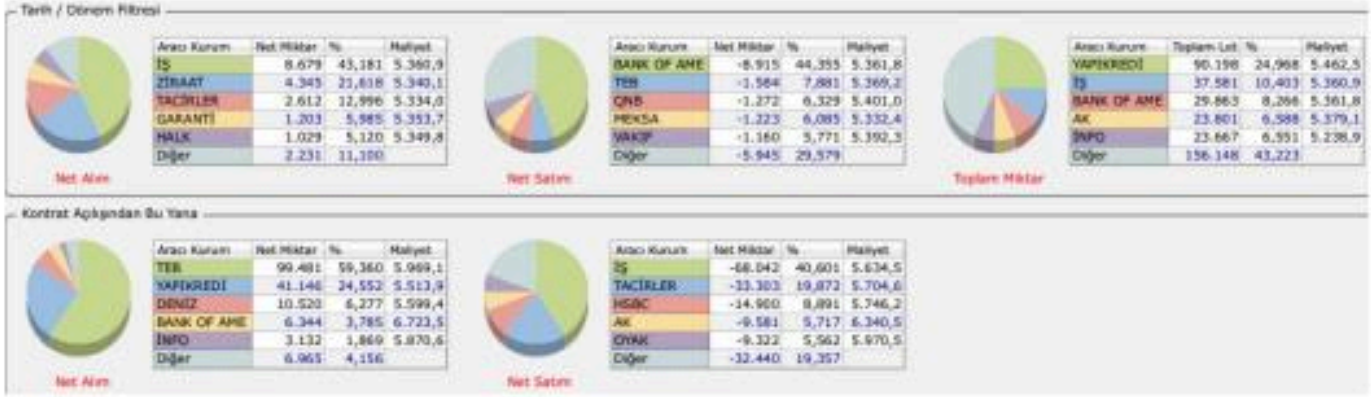 Tarih / Dönem Filtresi
Aracı Kurum Net Miktar % Maliyet
İŞ 8.679 43,181 5.360,9
ZİRAAT 4.345 21,618 5.340,1
TACİRLER 2.612 12,996 5.334,0
GARANTİ 1.203 5,985 5.353,7
HALK 1.029 5,120 5.349,8
Diğer 2.231 11,100
Net Alım
Aracı Kurum Net Miktar % Maliyet
BANK OF AME -8.915 44,355 5.361,8
TEB -1.584 7,881 5.369,2
QNB -1.272 6,329 5.401,0
MEKSA -1.223 6,085 5.332,4
VAKIF -1.160 5,771 5.392,3
Diğer -5.945 29,579
Net Satım
Aracı Kurum Toplam Lot % Maliyet
YAPIKREDİ 90.198 24,968 5.462,5
İŞ 37.581 10,403 5.360,9
BANK OF AME 29.863 8,266 5.361,8
AK 23.801 6,588 5.379,1
İNFO 23.667 6,551 5.238,9
Diğer 156.148 43,223
Toplam Miktar
Kontrat Açılışından Bu Yana
Aracı Kurum Net Miktar % Maliyet
TEB 99.481 59,360 5.969,1
YAPIKREDİ 41.146 24,552 5.513,9
DENİZ 10.520 6,277 5.599,4
BANK OF AME 6.344 3,785 6.723,5
İNFO 3.132 1,869 5.870,6
Diğer 6.965 4,156
Net Alım
Aracı Kurum Net Miktar % Maliyet
İŞ -68.042 40,601 5.634,5
TACİRLER -33.303 19,872 5.704,6
HSBC -14.900 8,891 5.746,2
AK -9.581 5,717 6.340,5
OYAK -9.322 5,562 5.970,5
Diğer -32.440 19,357
Net Satım